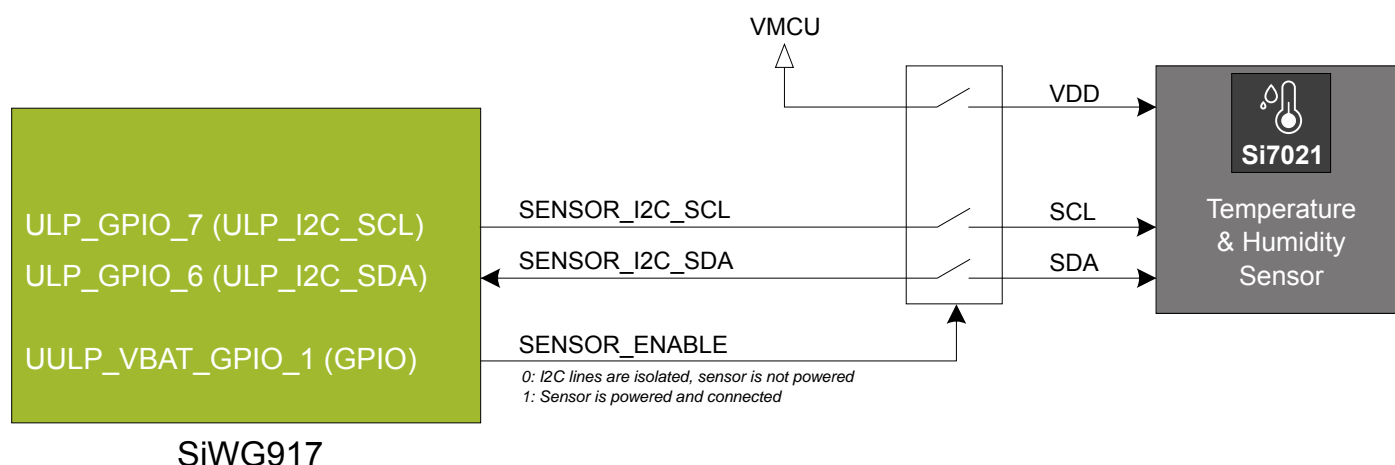 VMCU
VDD
Si7021
ULP_GPIO_7 (ULP_I2C_SCL)
SENSOR_I2C_SCL
SCL
Temperature
& Humidity
Sensor
ULP_GPIO_6 (ULP_I2C_SDA)
SENSOR_I2C_SDA
SDA
UULP_VBAT_GPIO_1 (GPIO)
SENSOR_ENABLE
0: I2C lines are isolated, sensor is not powered
1: Sensor is powered and connected
SiWG917